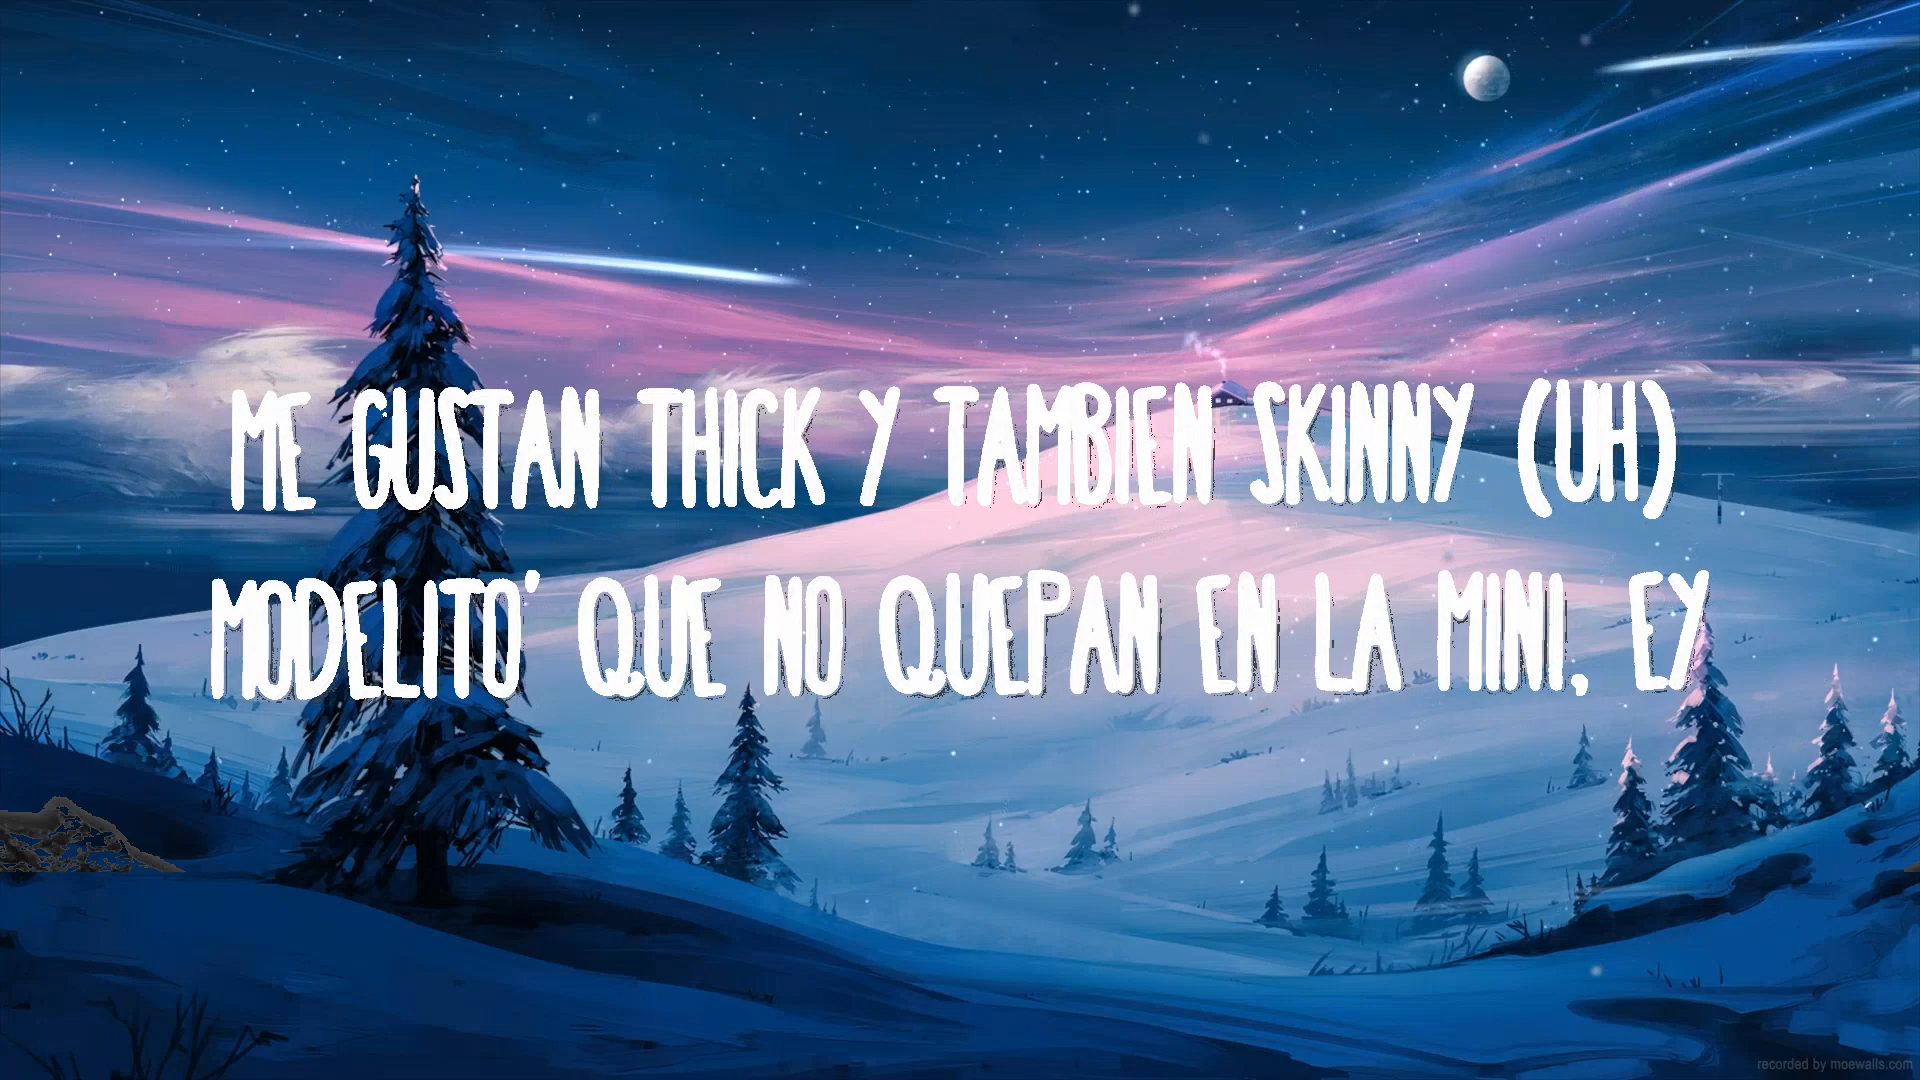 ME GUSTAN THICK Y TAMBIEN SKINNY (UH)
MODELITO' QUE NO QUEPAN EN LA MINI, EY
recorded by moewalls.com